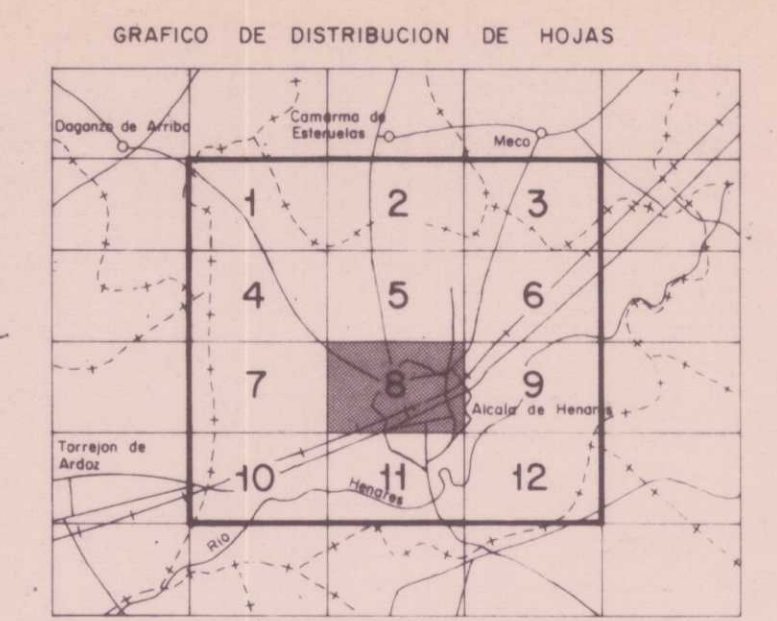 GRAFICO DE DISTRIBUCION DE HOJAS
Daganzo de Arriba
Camarma de
Esteruelas
Meco
1
2
3
4
5
6
7
8
9
Alcala de Henares
Torrejon de
Ardoz
10
11
12
Henares
Rio